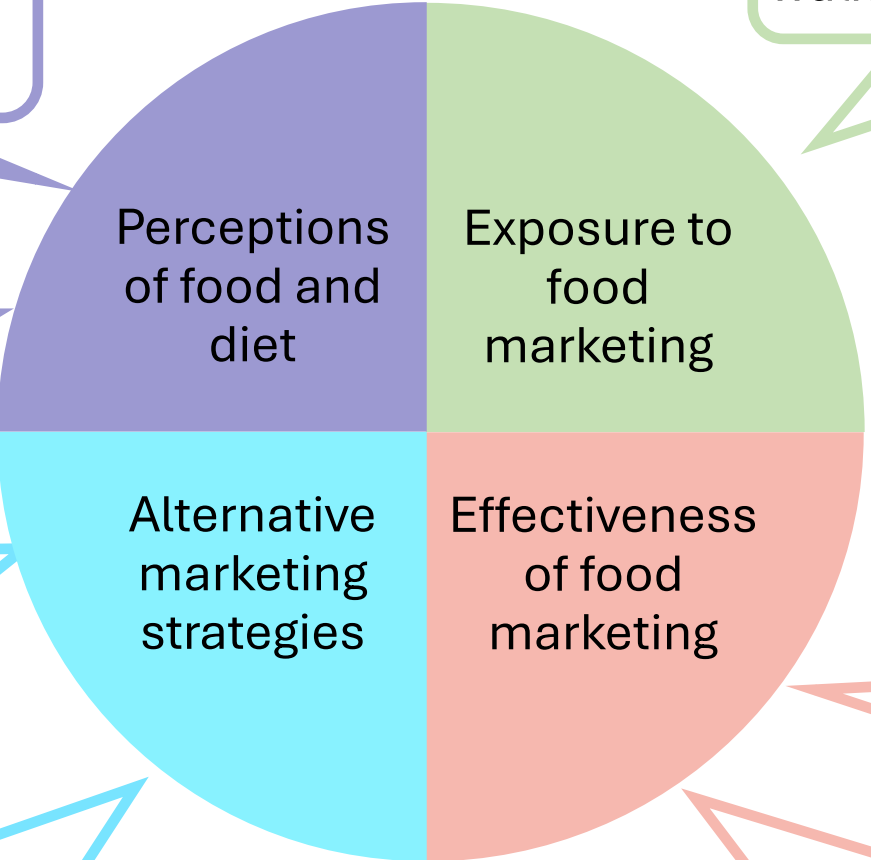 Perceptions
of food and
diet
Exposure to
food
marketing
Alternative
marketing
strategies
Effectiveness
of food
marketing